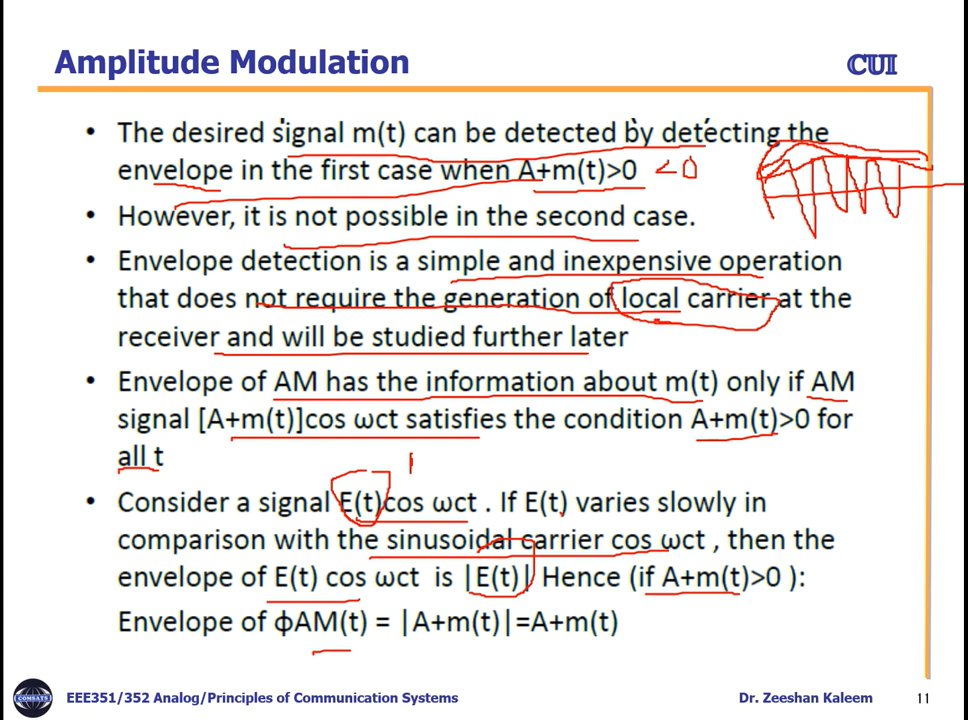 Amplitude Modulation
CUI
• The desired signal m(t) can be detected by detecting the
envelope in the first case when A+m(t)>0 <0
• However, it is not possible in the second case.
• Envelope detection is a simple and inexpensive operation
that does not require the generation of local carrier at the
receiver and will be studied further later
• Envelope of AM has the information about m(t) only if AM
signal [A+m(t)]cos ωct satisfies the condition A+m(t)>0 for
all t
• Consider a signal E(t)cos ωct . If E(t) varies slowly in
comparison with the sinusoidal carrier cos ωct , then the
envelope of E(t) cos ωct is |E(t)| Hence (if A+m(t)>0 ):
Envelope of ϕAM(t) = |A+m(t)|=A+m(t)
COMSATS
EEE351/352 Analog/Principles of Communication Systems
Dr. Zeeshan Kaleem
11